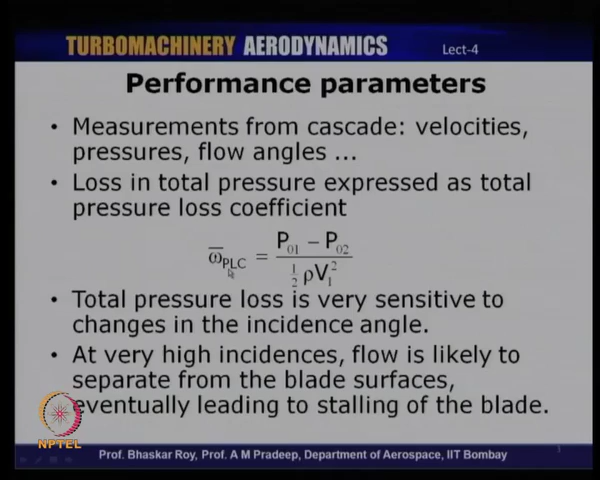 TURBOMACHINERY AERODYNAMICS Lect-4
Performance parameters
• Measurements from cascade: velocities,
pressures, flow angles ...
• Loss in total pressure expressed as total
pressure loss coefficient
ω̅_PLC = (P₀₁ − P₀₂) / (½ ρV₁²)
• Total pressure loss is very sensitive to
changes in the incidence angle.
• At very high incidences, flow is likely to
separate from the blade surfaces,
eventually leading to stalling of the blade.
NPTEL
Prof. Bhaskar Roy, Prof. A M Pradeep, Department of Aerospace, IIT Bombay